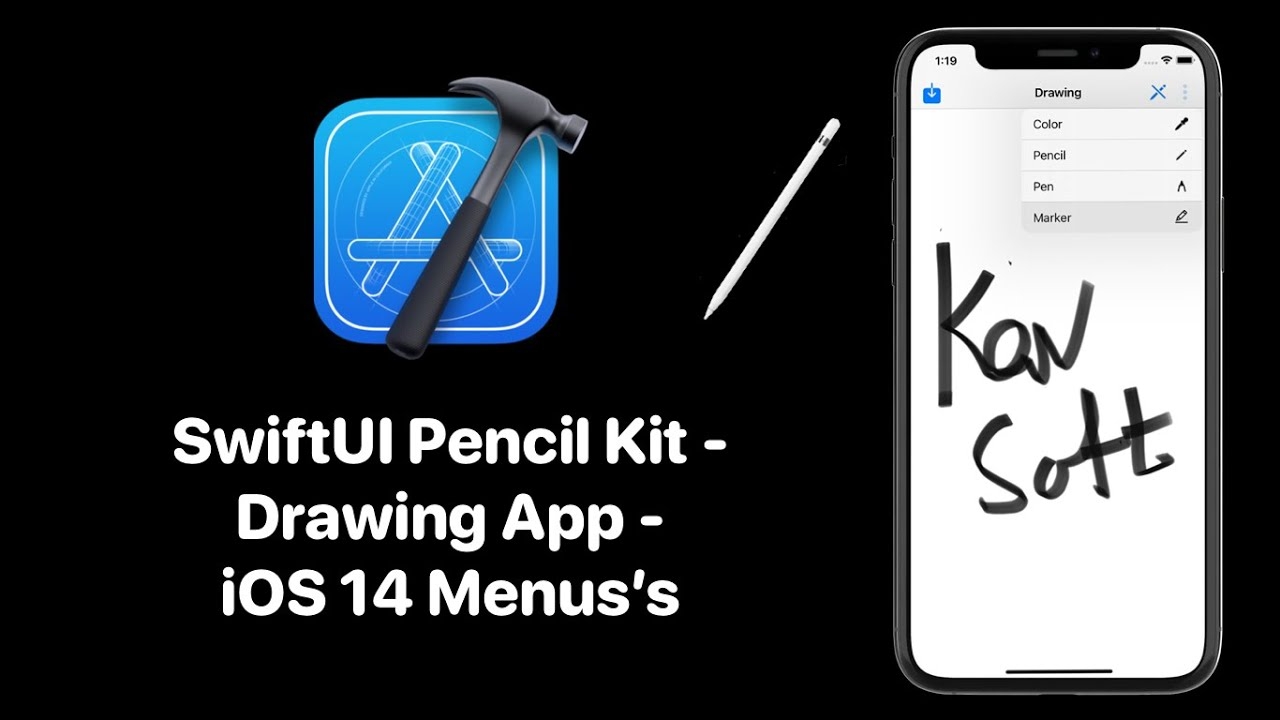 SwiftUI Pencil Kit -
Drawing App -
iOS 14 Menus’s
1:19
Drawing
Color
Pencil
Pen
Marker
Kav
Soft